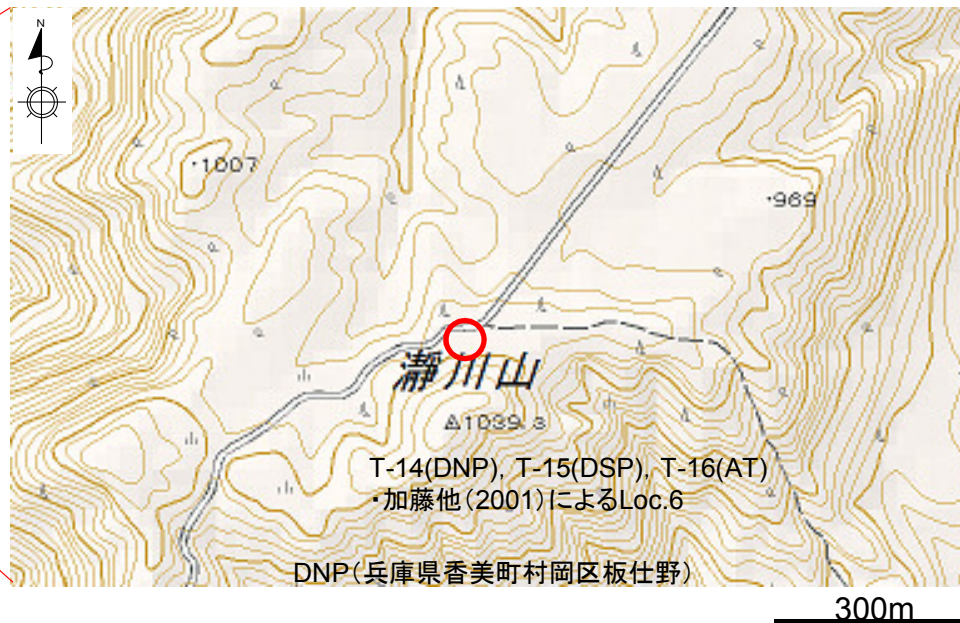 N
・1007
・969
瀞川山
△1039.3
T-14(DNP), T-15(DSP), T-16(AT)
・加藤他(2001)によるLoc.6
DNP(兵庫県香美町村岡区板仕野)
300m